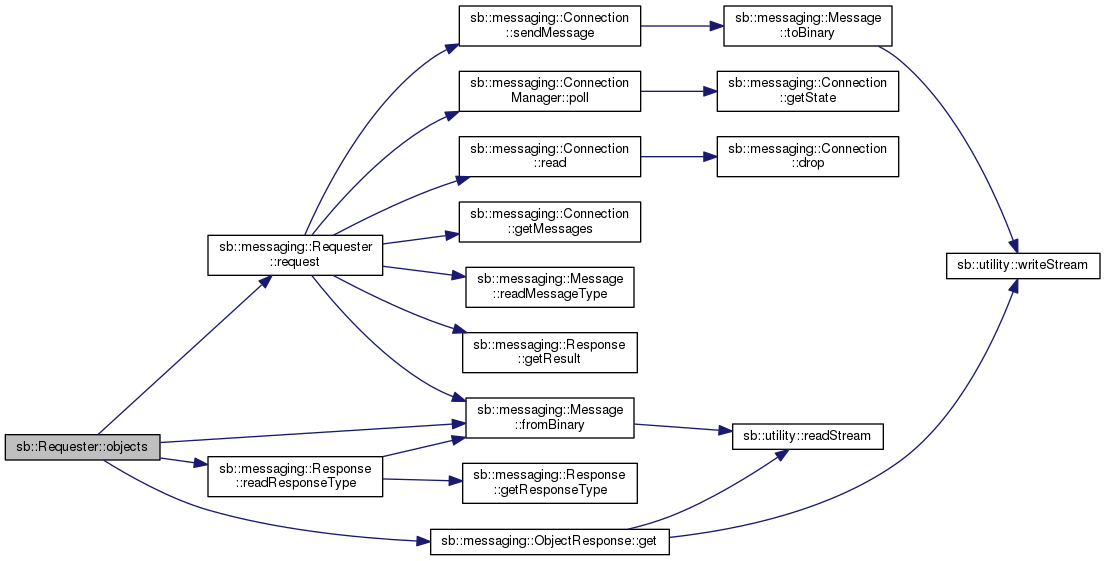 sb::messaging::Connection
::sendMessage
sb::messaging::Message
::toBinary
sb::messaging::Connection
Manager::poll
sb::messaging::Connection
::getState
sb::messaging::Connection
::read
sb::messaging::Connection
::drop
sb::messaging::Connection
::getMessages
sb::messaging::Requester
::request
sb::utility::writeStream
sb::messaging::Message
::readMessageType
sb::messaging::Response
::getResult
sb::messaging::Message
::fromBinary
sb::utility::readStream
sb::Requester::objects
sb::messaging::Response
::readResponseType
sb::messaging::Response
::getResponseType
sb::messaging::ObjectResponse::get